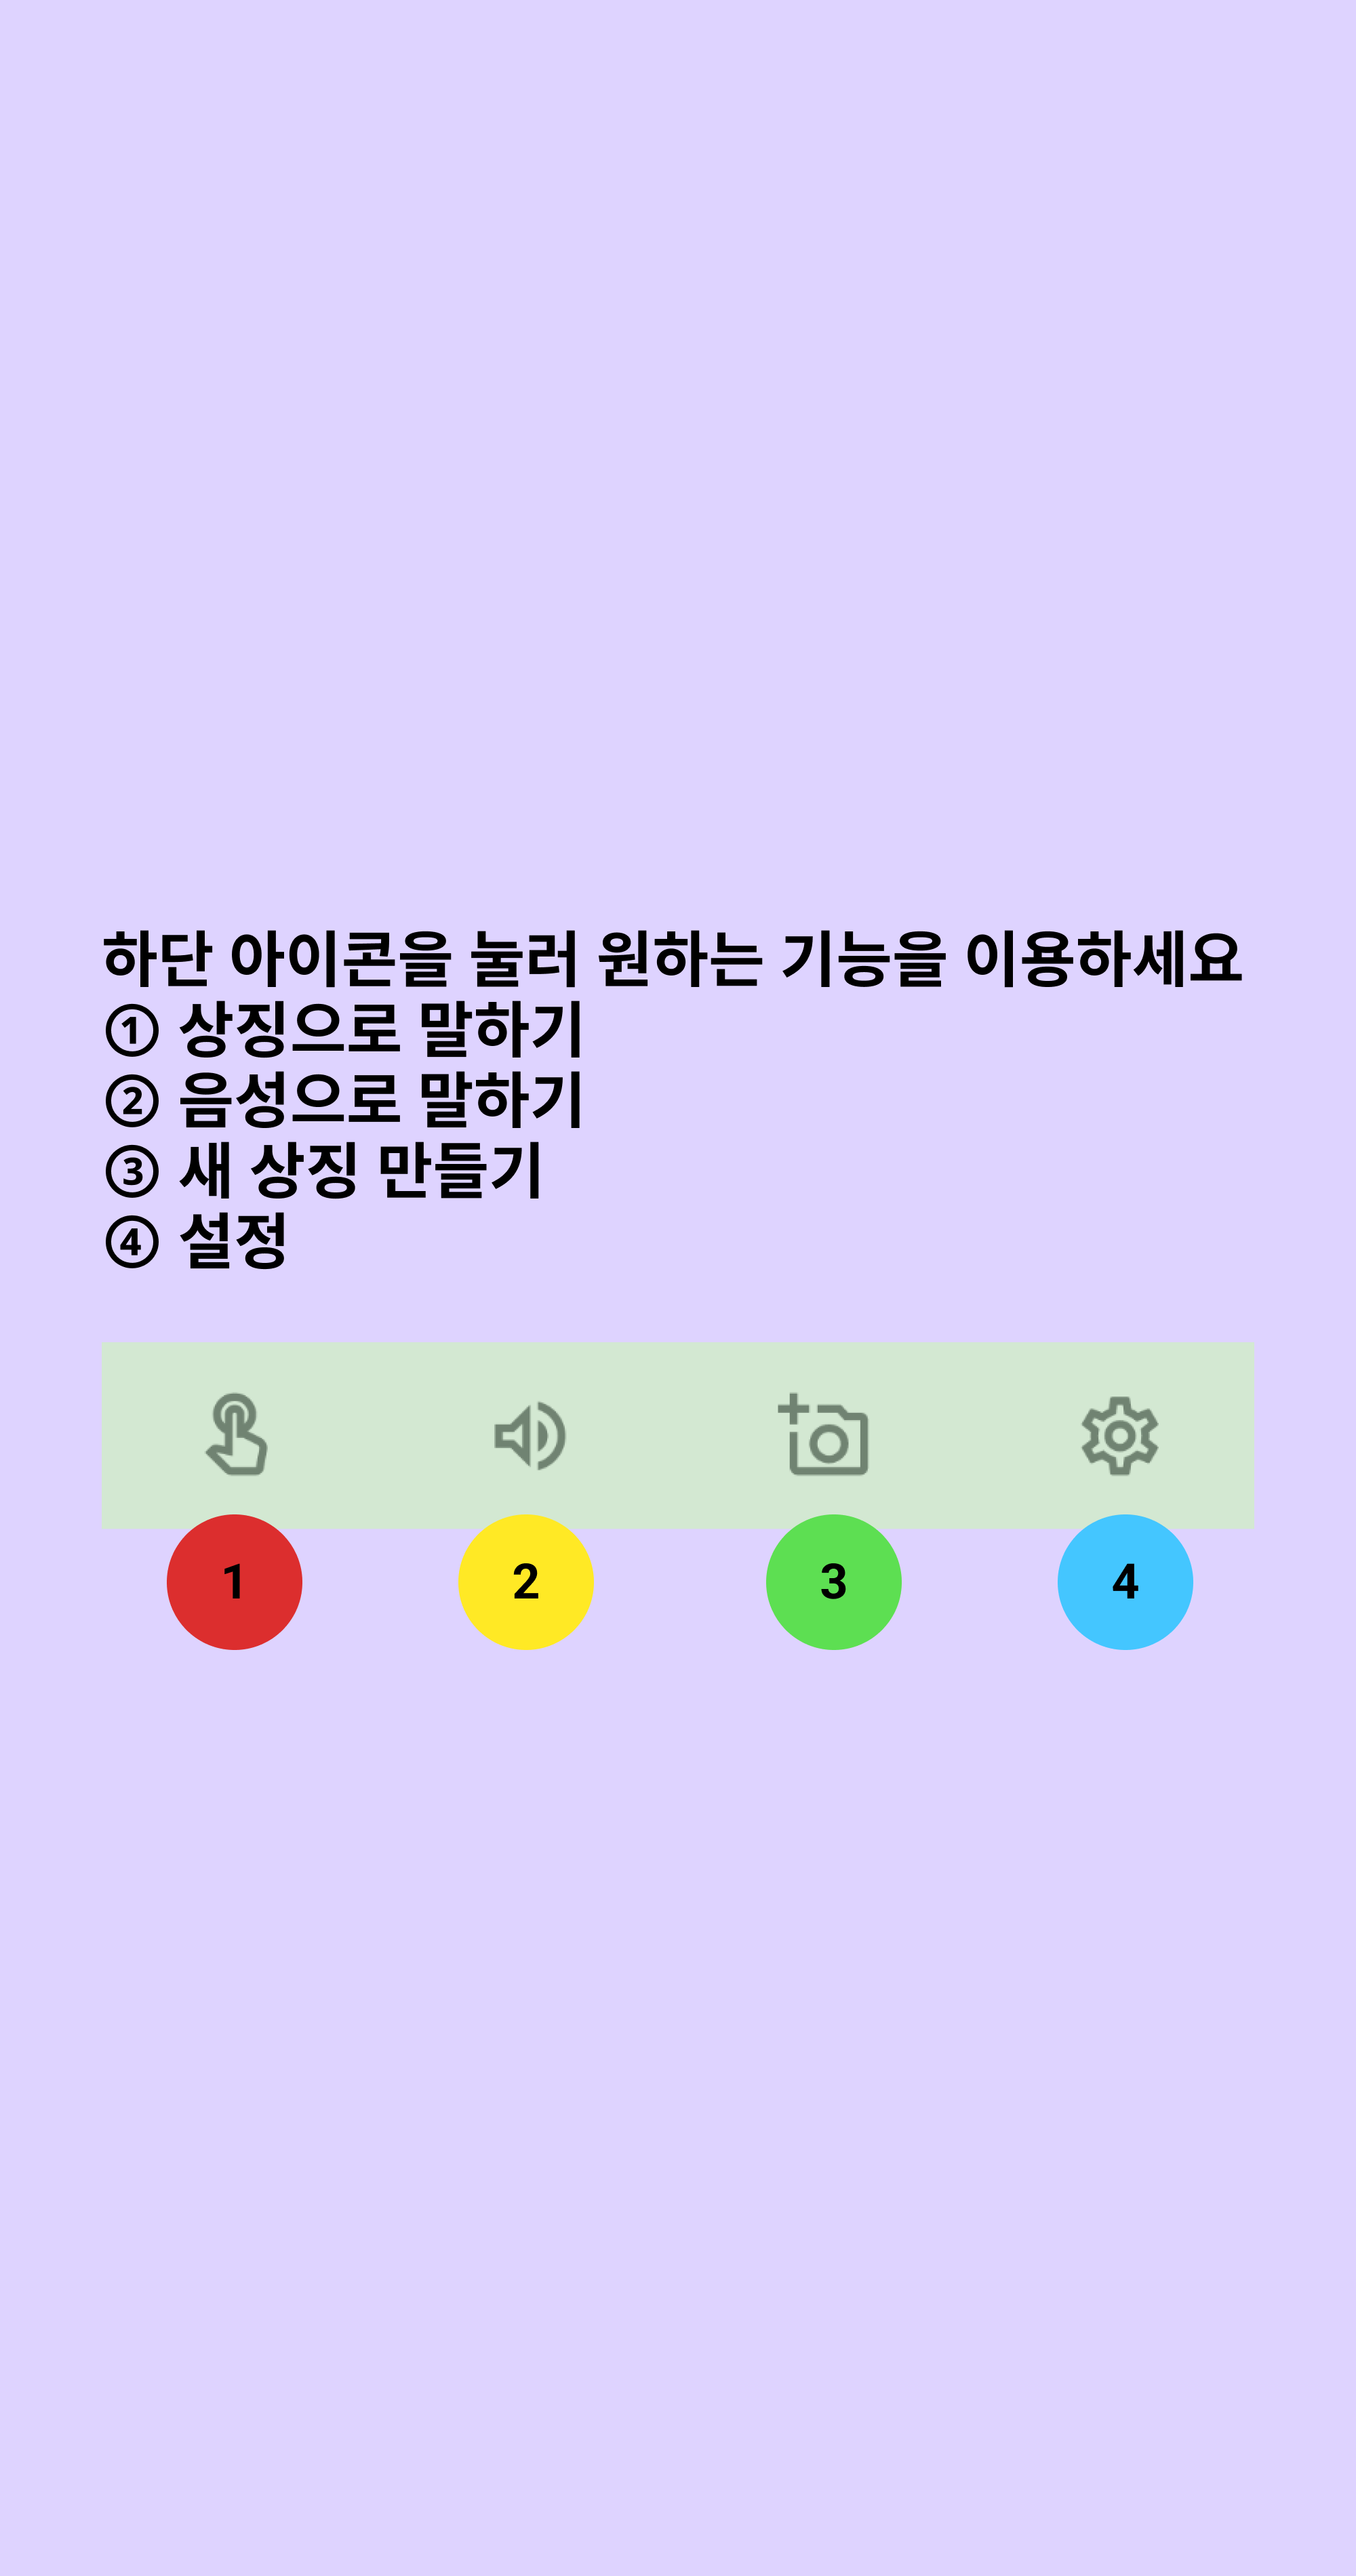 하단 아이콘을 눌러 원하는 기능을 이용하세요
① 상징으로 말하기
② 음성으로 말하기
③ 새 상징 만들기
④ 설정
1 2 3 4